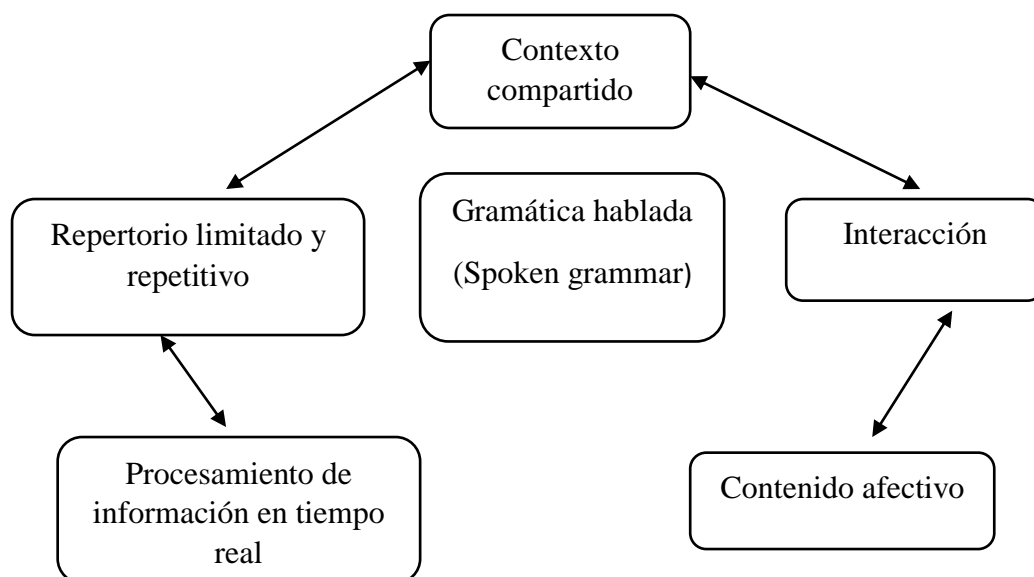 Contexto
compartido
Gramática hablada
(Spoken grammar)
Repertorio limitado y
repetitivo
Interacción
Procesamiento de
información en tiempo
real
Contenido afectivo